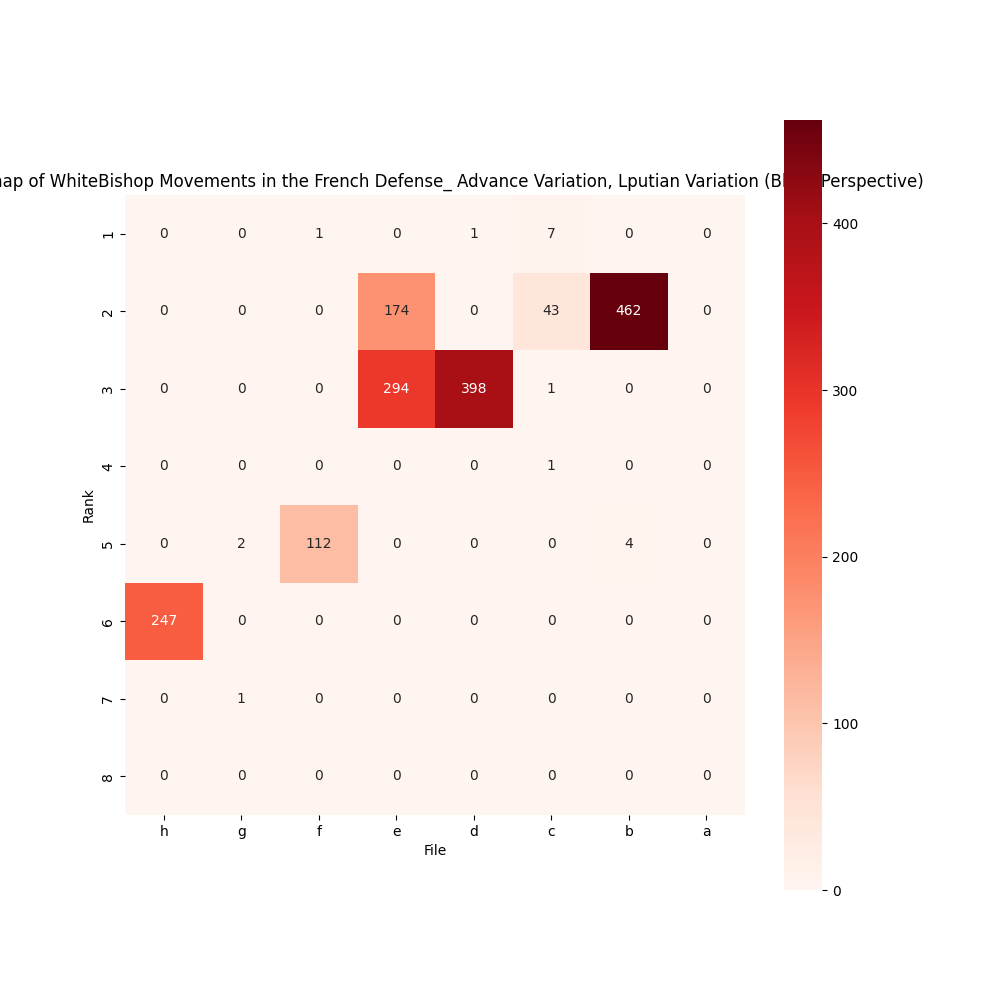 of WhiteBishop Movements in the French Defense_ Advance Variation, Lputian Variation Perspective)
1 0 0 1 0 1 7 0 0
2 0 0 0 174 0 43 462 0
3 0 0 0 294 398 1 0 0
4 0 0 0 0 0 1 0 0
5 0 2 112 0 0 0 4 0
6 247 0 0 0 0 0 0 0
7 0 1 0 0 0 0 0 0
8 0 0 0 0 0 0 0 0
h g f e d c b a
File
Rank
400
300
200
100
0